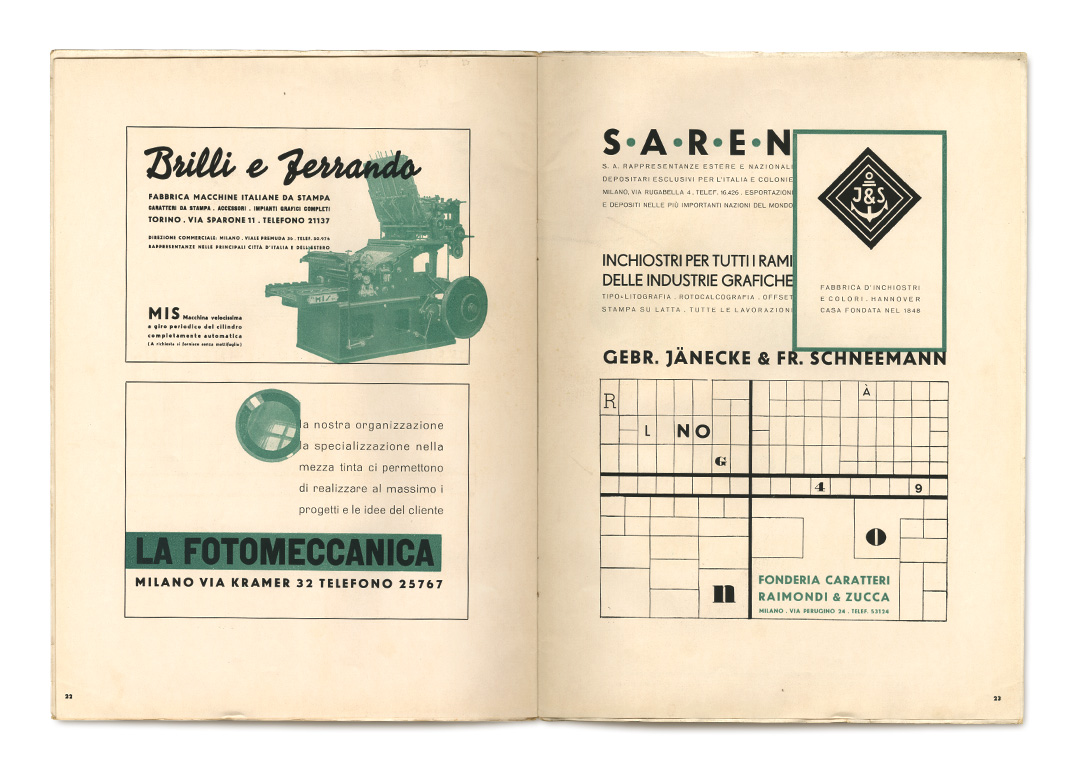 Brilli e Ferrando
FABBRICA MACCHINE ITALIANE DA STAMPA
CARATTERI DA STAMPA . ACCESSORI . IMPIANTI GRAFICI COMPLETI
TORINO . VIA SPARONE 11 . TELEFONO 21137
DIREZIONE COMMERCIALE: MILANO . VIALE PREMUDA 36 . TELEF. 50.976
RAPPRESENTANZE NELLE PRINCIPALI CITTÀ D'ITALIA E DELL'ESTERO
MIS
MIS Macchina velocissima
a giro periodico del cilindro
completamente automatica
(A richiesta si fornisce senza mettifoglio)
la nostra organizzazione
la specializzazione nella
mezza tinta ci permettono
di realizzare al massimo i
progetti e le idee del cliente
LA FOTOMECCANICA
MILANO VIA KRAMER 32 TELEFONO 25767
22
S•A•R•E•N
S. A. RAPPRESENTANZE ESTERE E NAZIONALI
DEPOSITARI ESCLUSIVI PER L'ITALIA E COLONIE
MILANO, VIA RUGABELLA 4 . TELEF. 16.426 . ESPORTAZIONI
E DEPOSITI NELLE PIÙ IMPORTANTI NAZIONI DEL MONDO
J&S
INCHIOSTRI PER TUTTI I RAMI
DELLE INDUSTRIE GRAFICHE
TIPO-LITOGRAFIA . ROTOCALCOGRAFIA . OFFSET
STAMPA SU LATTA . TUTTE LE LAVORAZIONI
FABBRICA D'INCHIOSTRI
E COLORI . HANNOVER
CASA FONDATA NEL 1848
GEBR. JÄNECKE & FR. SCHNEEMANN
R
À
L
NO
G
4
9
O
n
FONDERIA CARATTERI
RAIMONDI & ZUCCA
MILANO . VIA PERUGINO 24 . TELEF. 53124
23